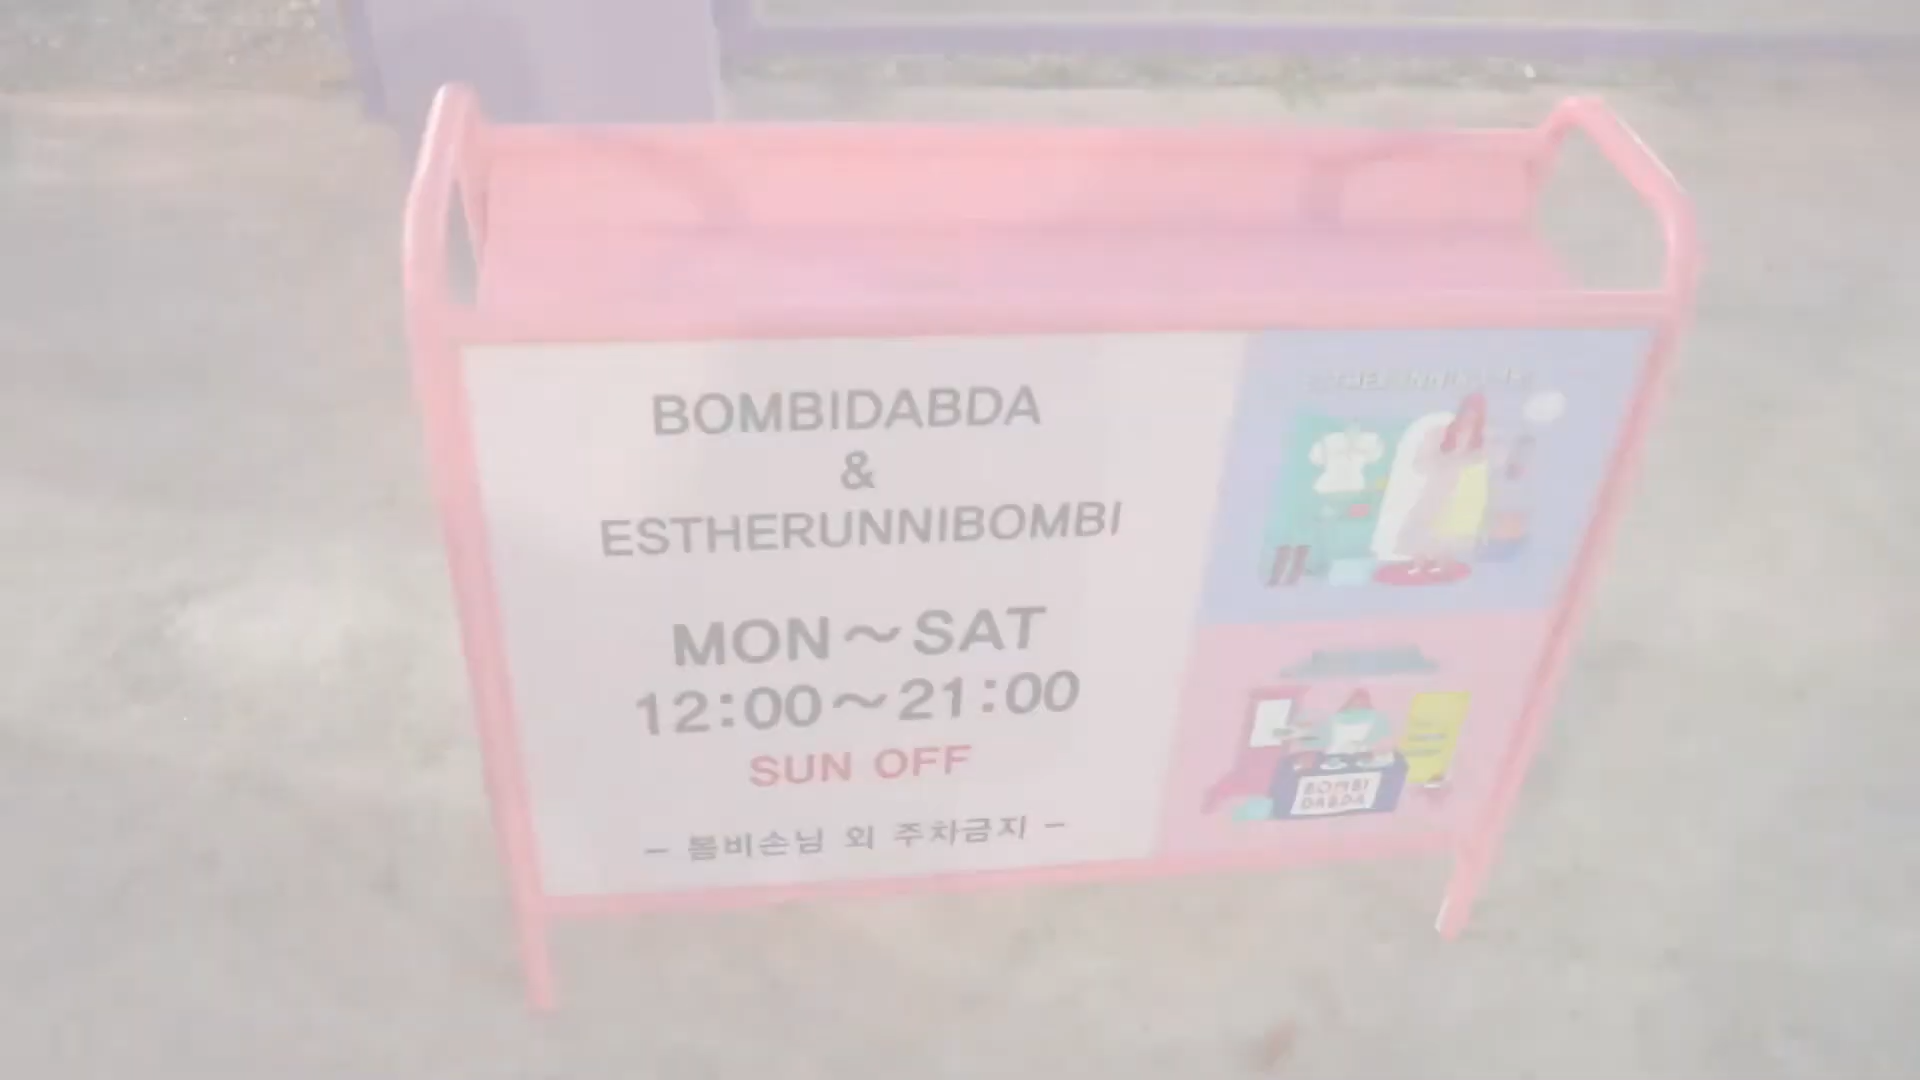 BOMBIDABDA
&
ESTHERUNNIBOMBI
MON～SAT
12:00～21:00
SUN OFF
- 봄비손님 외 주차금지 -
BOMBI
DABDA